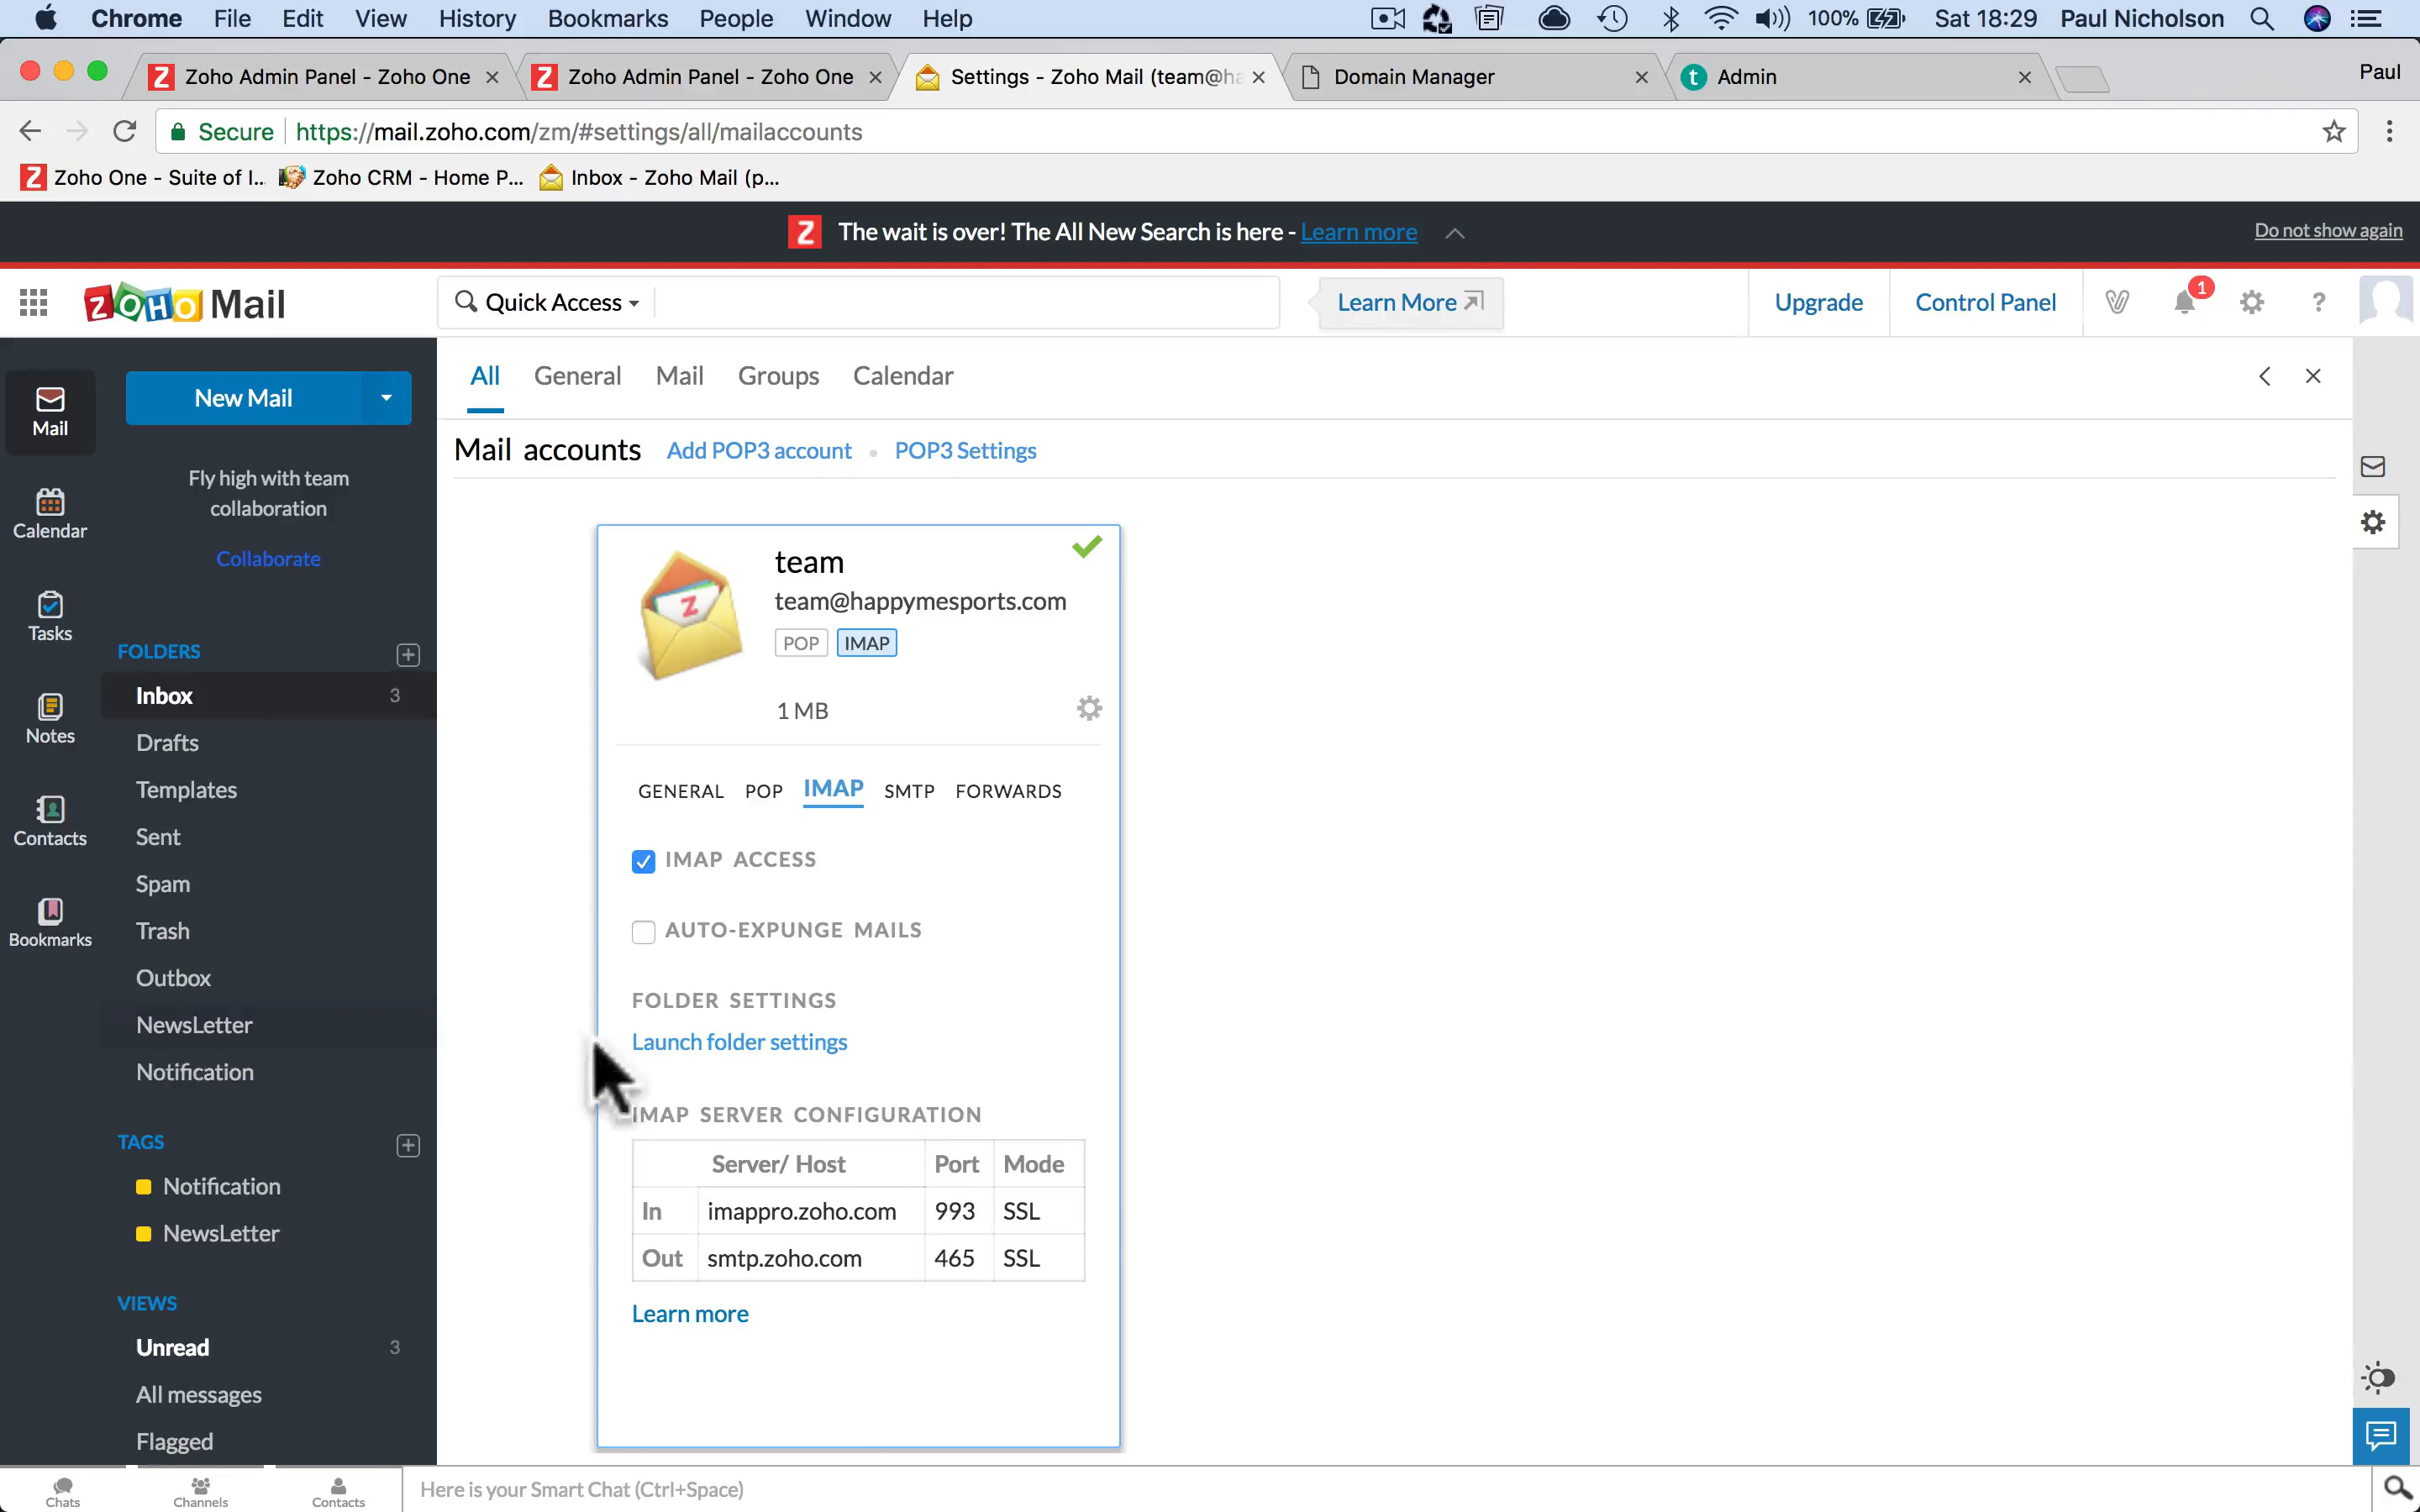 Chrome File Edit View History Bookmarks People Window Help 100% Sat 18:29 Paul Nicholson
Zoho Admin Panel - Zoho One Zoho Admin Panel - Zoho One Settings - Zoho Mail (team@ha Domain Manager Admin Paul
Secure https://mail.zoho.com/zm/#settings/all/mailaccounts
Zoho One - Suite of I... Zoho CRM - Home P... Inbox - Zoho Mail (p...
The wait is over! The All New Search is here - Learn more Do not show again
ZOHO Mail Quick Access Learn More Upgrade Control Panel 1 ?
All General Mail Groups Calendar
Mail accounts Add POP3 account POP3 Settings
Mail
Calendar
Tasks
Notes
Contacts
Bookmarks
New Mail
Fly high with team
collaboration
Collaborate
FOLDERS
Inbox 3
Drafts
Templates
Sent
Spam
Trash
Outbox
NewsLetter
Notification
TAGS
Notification
NewsLetter
VIEWS
Unread 3
All messages
Flagged
team
team@happymesports.com
POP IMAP
1 MB
GENERAL POP IMAP SMTP FORWARDS
IMAP ACCESS
AUTO-EXPUNGE MAILS
FOLDER SETTINGS
Launch folder settings
IMAP SERVER CONFIGURATION
Server/ Host Port Mode
In imappro.zoho.com 993 SSL
Out smtp.zoho.com 465 SSL
Learn more
Chats Channels Contacts Here is your Smart Chat (Ctrl+Space)